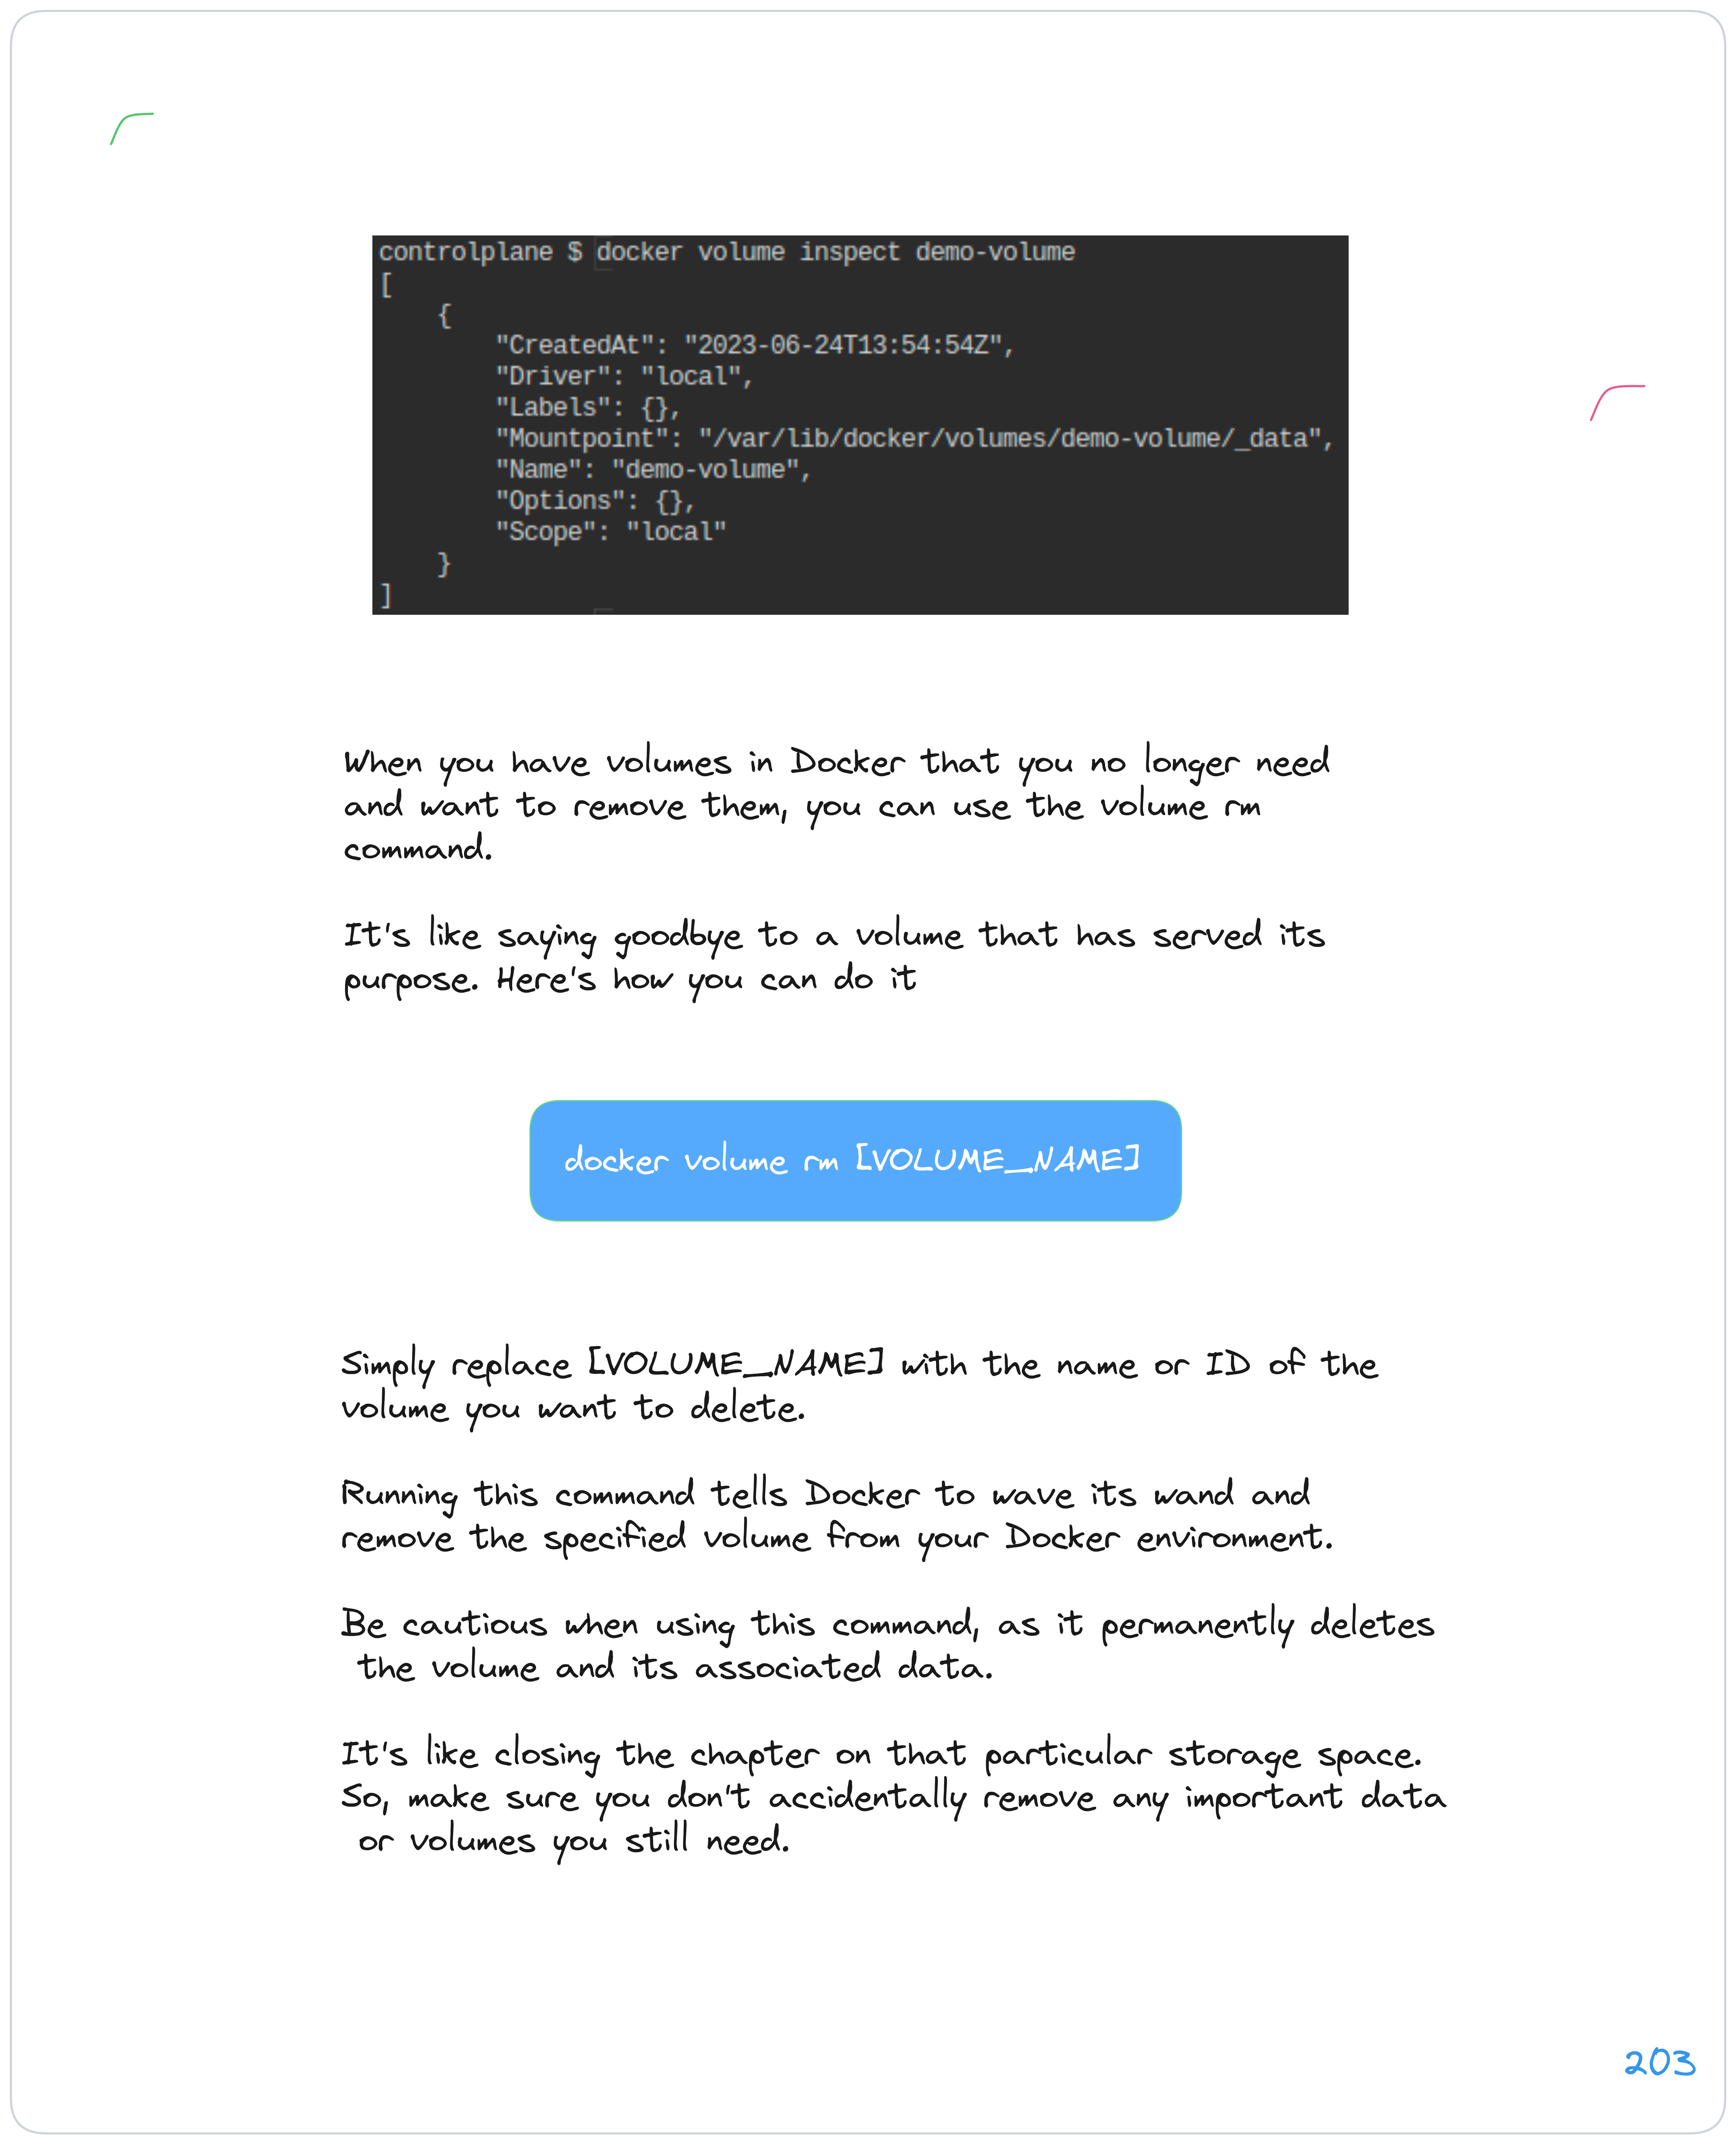 controlplane $ docker volume inspect demo-volume
[
    {
        "CreatedAt": "2023-06-24T13:54:54Z",
        "Driver": "local",
        "Labels": {},
        "Mountpoint": "/var/lib/docker/volumes/demo-volume/_data",
        "Name": "demo-volume",
        "Options": {},
        "Scope": "local"
    }
]
When you have volumes in Docker that you no longer need
and want to remove them, you can use the volume rm
command.
It's like saying goodbye to a volume that has served its
purpose. Here's how you can do it
docker volume rm [VOLUME_NAME]
Simply replace [VOLUME_NAME] with the name or ID of the
volume you want to delete.
Running this command tells Docker to wave its wand and
remove the specified volume from your Docker environment.
Be cautious when using this command, as it permanently deletes
the volume and its associated data.
It's like closing the chapter on that particular storage space.
So, make sure you don't accidentally remove any important data
or volumes you still need.
203